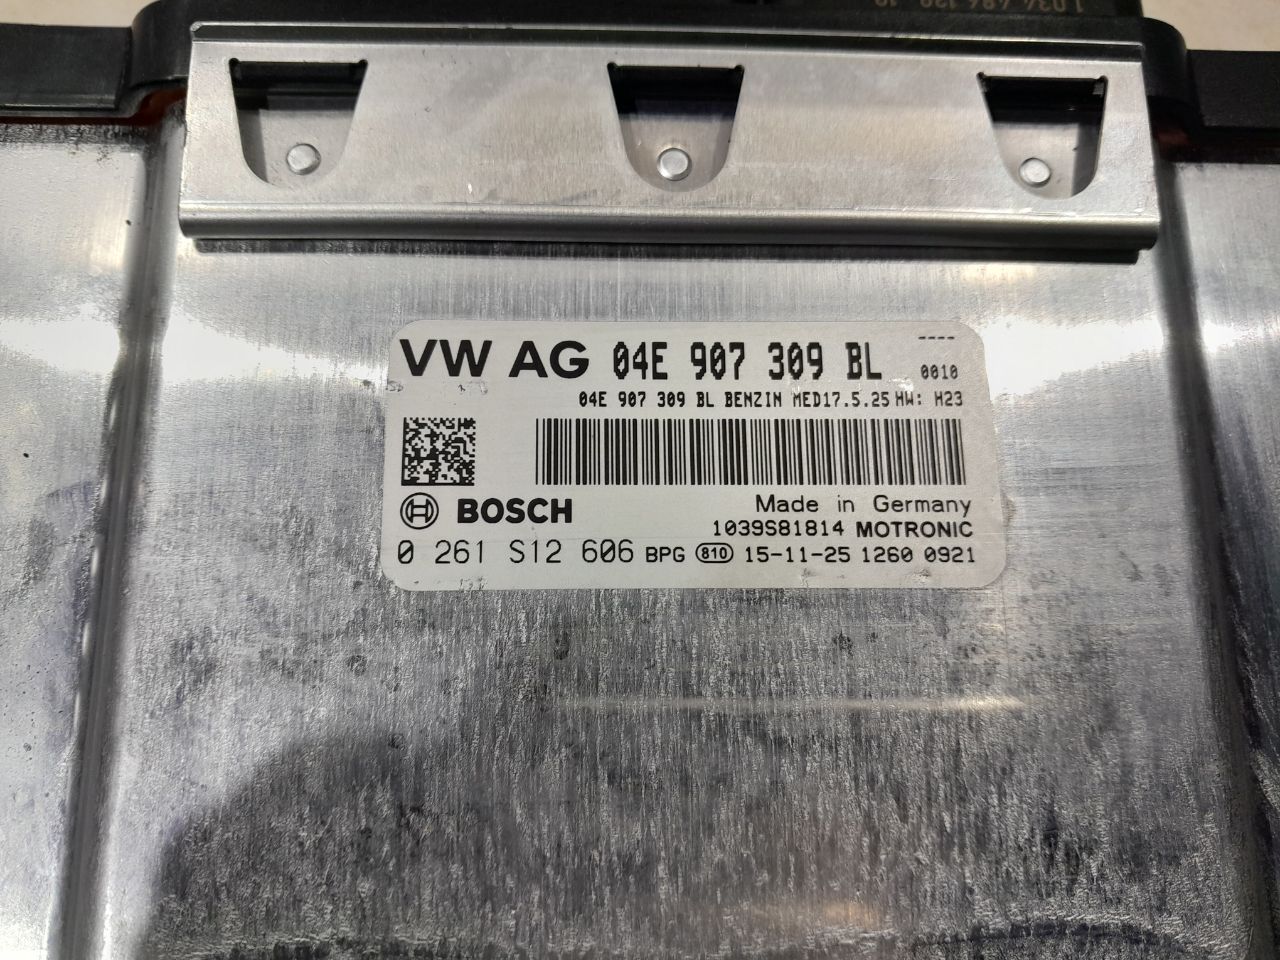 VW AG 04E 907 309 BL
----
0010
04E 907 309 BL BENZIN MED17.5.25 HW: H23
BOSCH
Made in Germany
1039S81814 MOTRONIC
0 261 S12 606 BPG 810 15-11-25 1260 0921